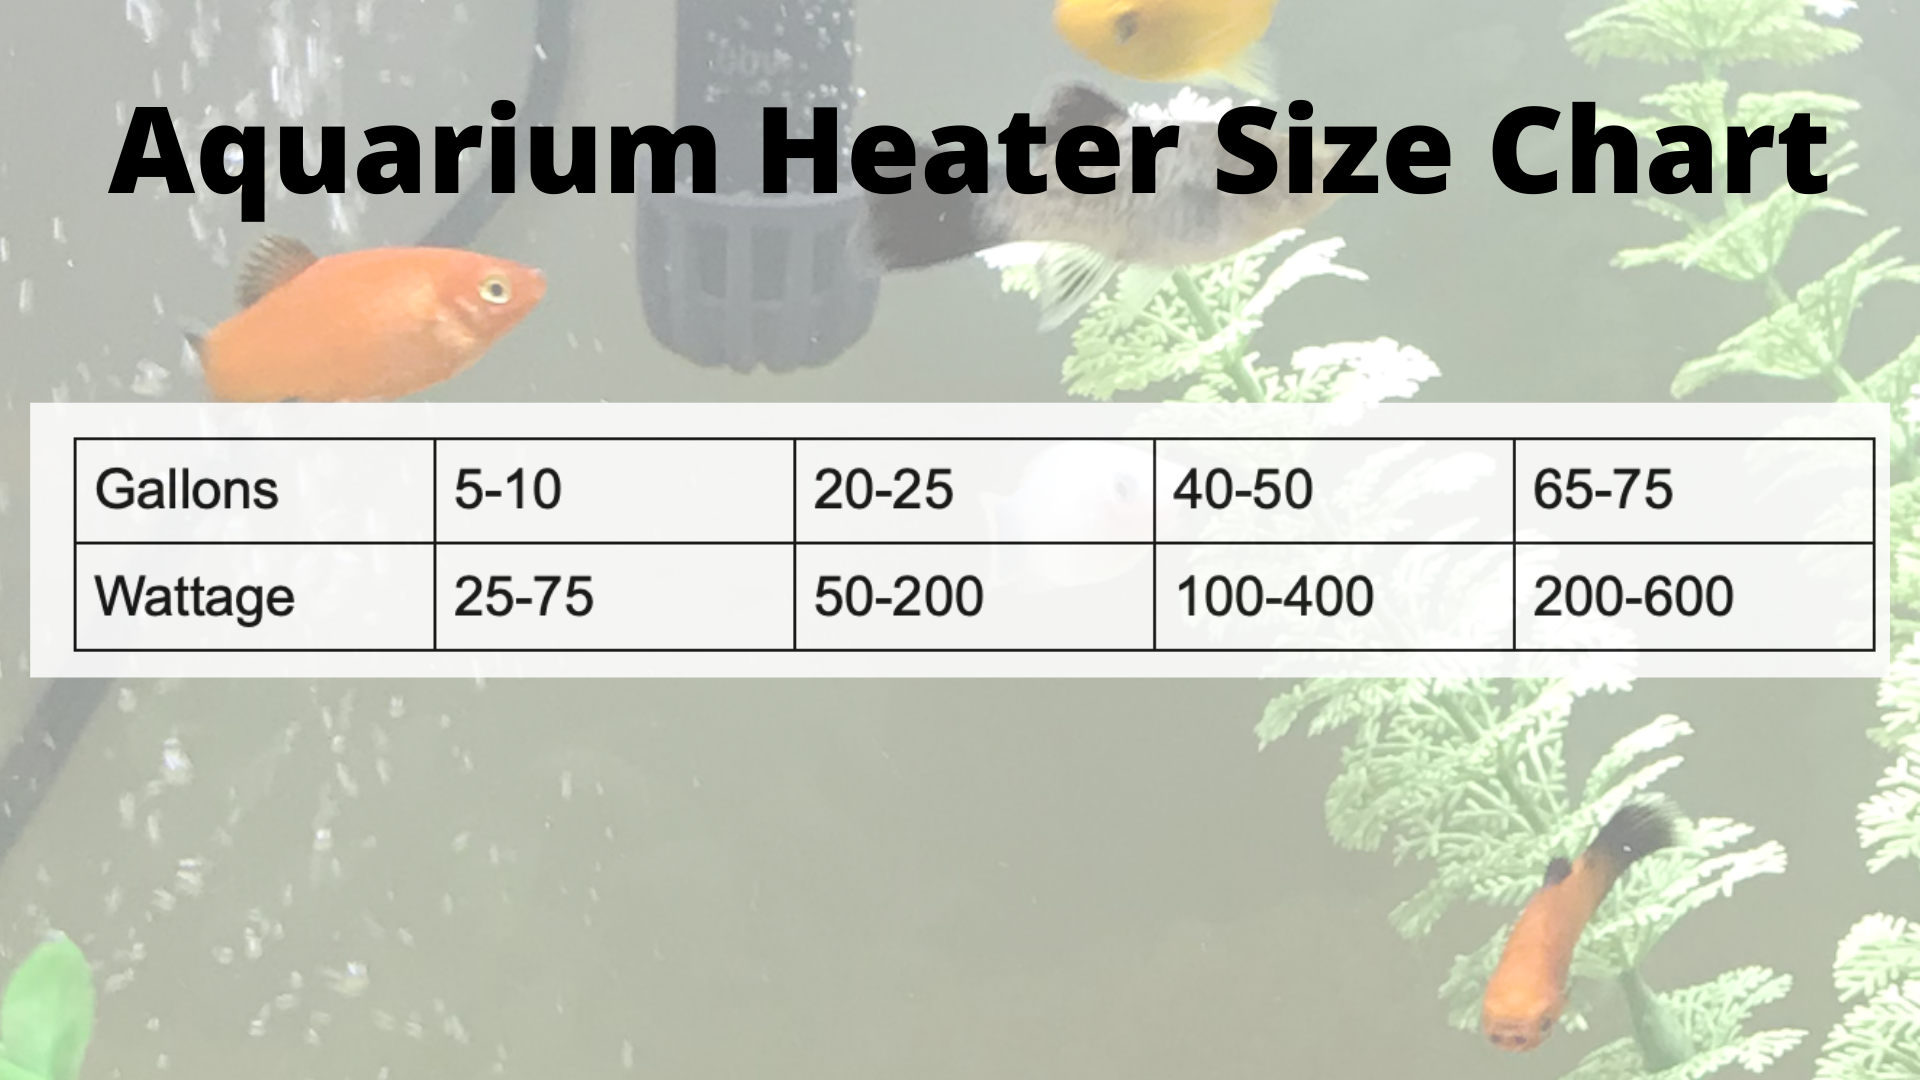 Aquarium Heater Size Chart
Gallons 5-10 20-25 40-50 65-75
Wattage 25-75 50-200 100-400 200-600